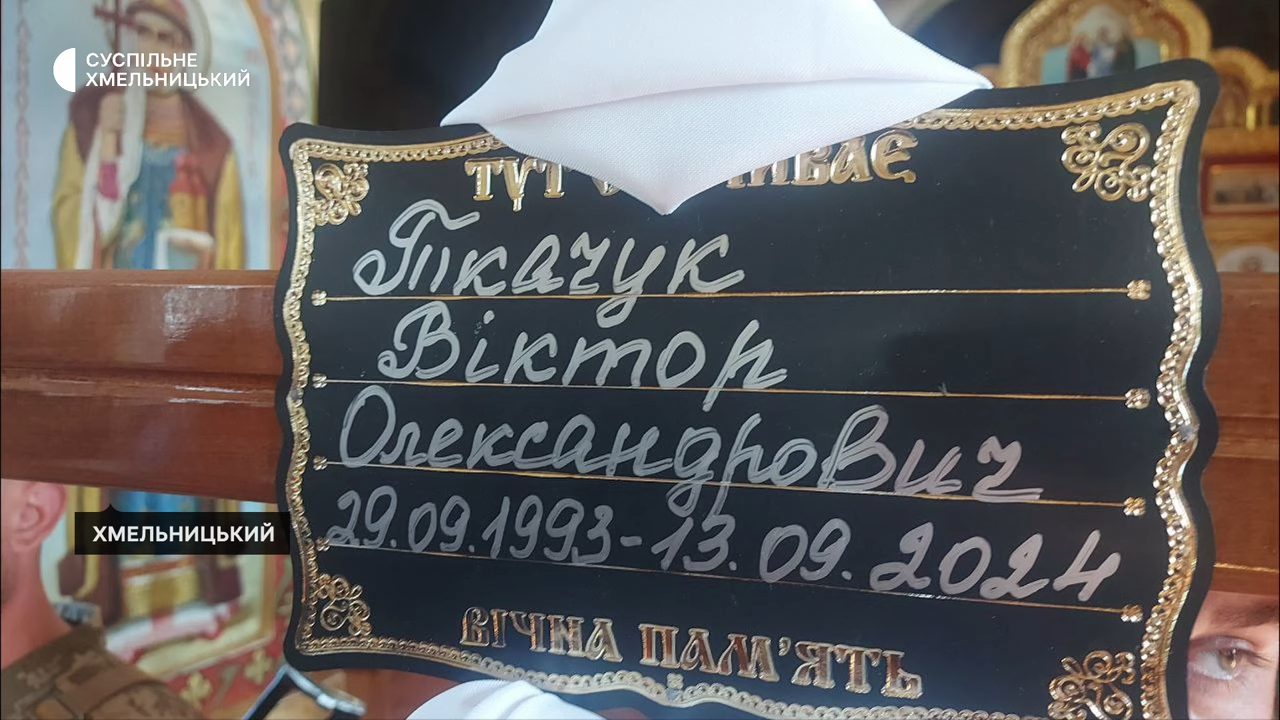 СУСПІЛЬНЕ
ХМЕЛЬНИЦЬКИЙ
Ткачук
Віктор
Олександрович
29.09.1993-13.09.2024
ВІЧНА ПАМ'ЯТЬ
ХМЕЛЬНИЦЬКИЙ